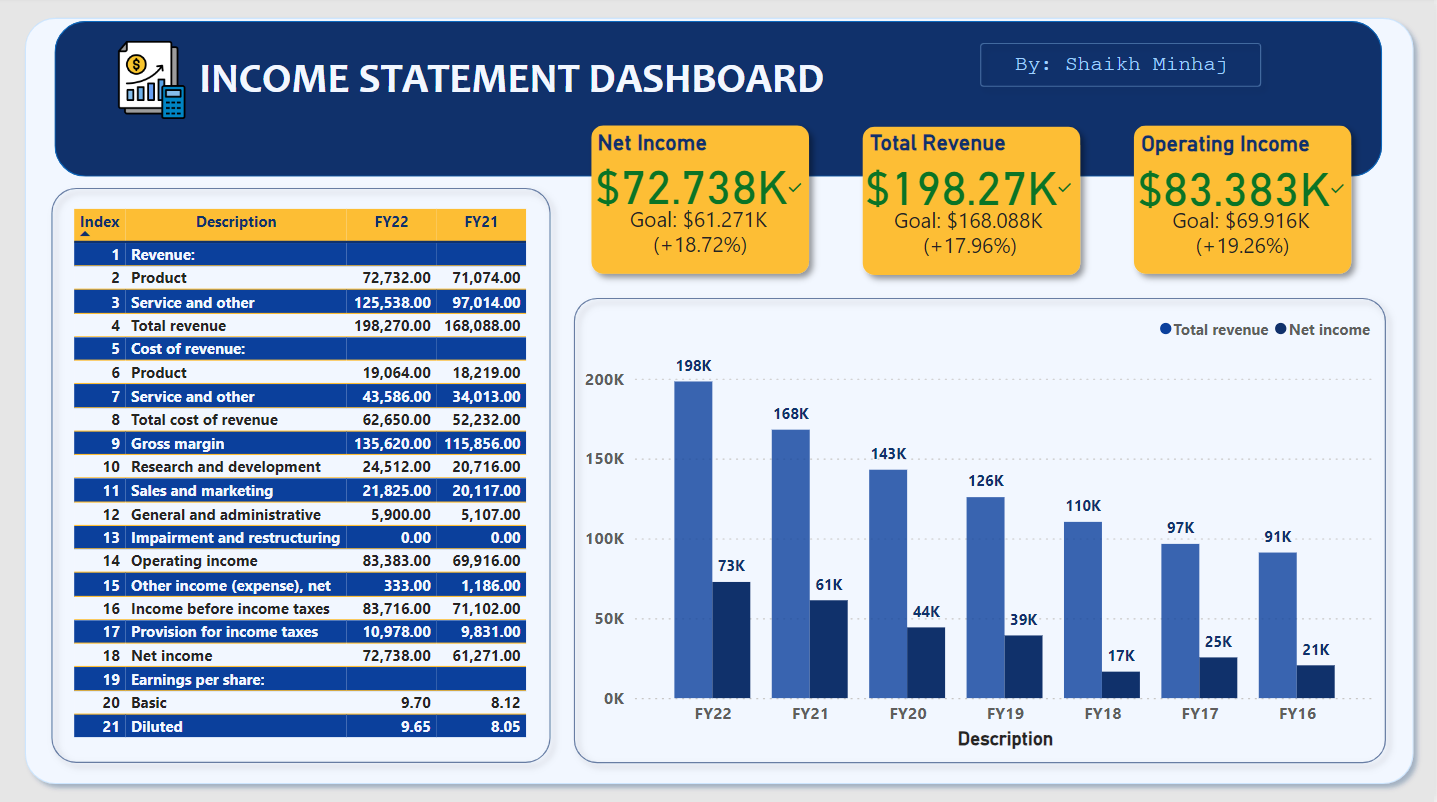 INCOME STATEMENT DASHBOARD
By: Shaikh Minhaj
Net Income
$72.738K✓
Goal: $61.271K
(+18.72%)
Total Revenue
$198.27K✓
Goal: $168.088K
(+17.96%)
Operating Income
$83.383K✓
Goal: $69.916K
(+19.26%)
Index Description FY22 FY21
1 Revenue:
2 Product 72,732.00 71,074.00
3 Service and other 125,538.00 97,014.00
4 Total revenue 198,270.00 168,088.00
5 Cost of revenue:
6 Product 19,064.00 18,219.00
7 Service and other 43,586.00 34,013.00
8 Total cost of revenue 62,650.00 52,232.00
9 Gross margin 135,620.00 115,856.00
10 Research and development 24,512.00 20,716.00
11 Sales and marketing 21,825.00 20,117.00
12 General and administrative 5,900.00 5,107.00
13 Impairment and restructuring 0.00 0.00
14 Operating income 83,383.00 69,916.00
15 Other income (expense), net 333.00 1,186.00
16 Income before income taxes 83,716.00 71,102.00
17 Provision for income taxes 10,978.00 9,831.00
18 Net income 72,738.00 61,271.00
19 Earnings per share:
20 Basic 9.70 8.12
21 Diluted 9.65 8.05
Total revenue Net income
200K
150K
100K
50K
0K
198K 73K
168K 61K
143K 44K
126K 39K
110K 17K
97K 25K
91K 21K
FY22 FY21 FY20 FY19 FY18 FY17 FY16
Description